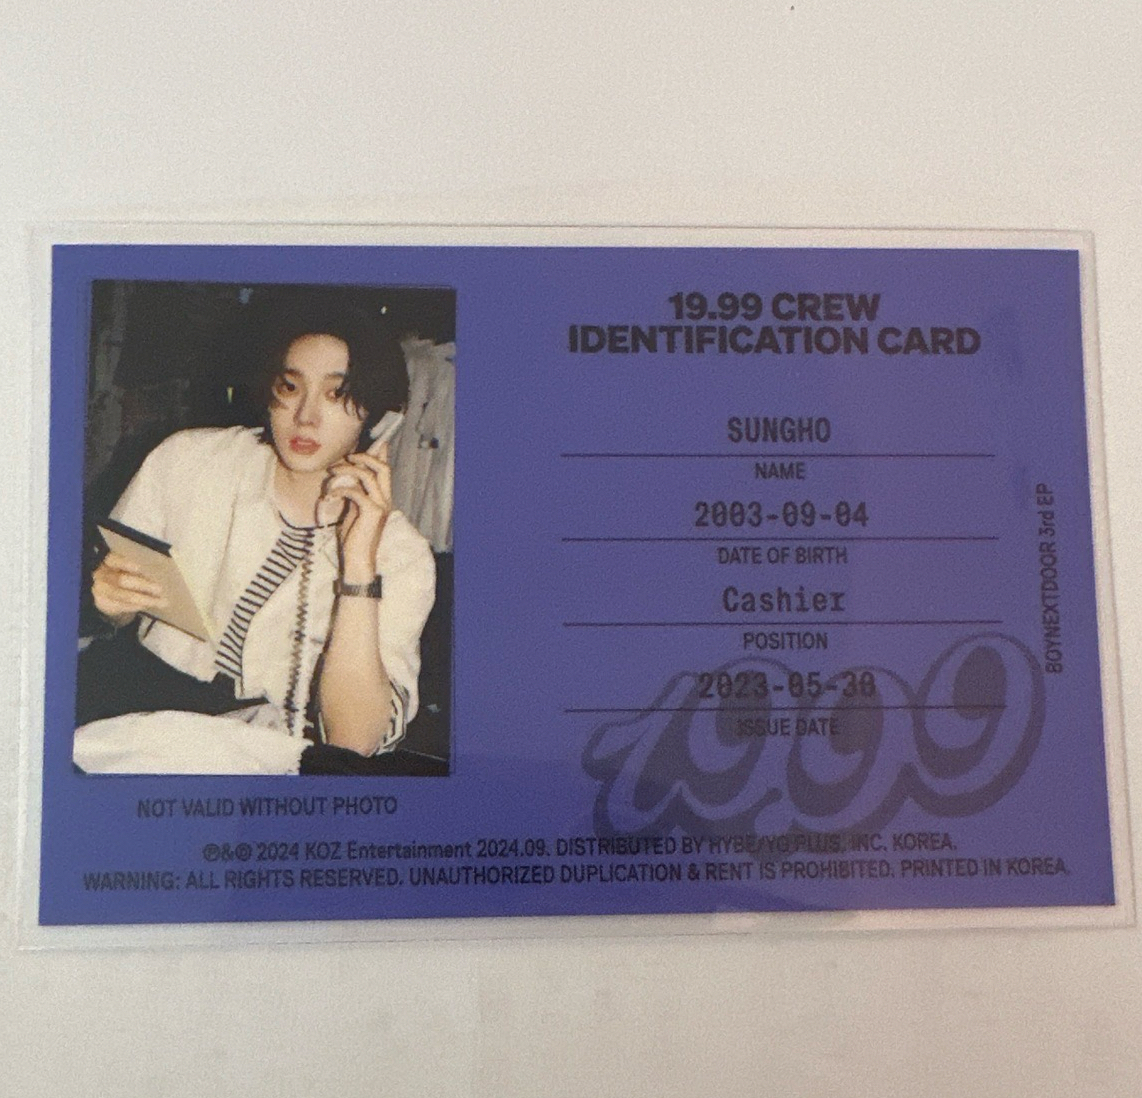 19.99 CREW
IDENTIFICATION CARD
SUNGHO
NAME
2003-09-04
DATE OF BIRTH
Cashier
POSITION
2023-05-30
ISSUE DATE
19.99
BOYNEXTDOOR 3rd EP
NOT VALID WITHOUT PHOTO
℗&© 2024 KOZ Entertainment 2024.09. DISTRIBUTED BY HYBE/YG PLUS, INC. KOREA.
WARNING: ALL RIGHTS RESERVED. UNAUTHORIZED DUPLICATION & RENT IS PROHIBITED. PRINTED IN KOREA.